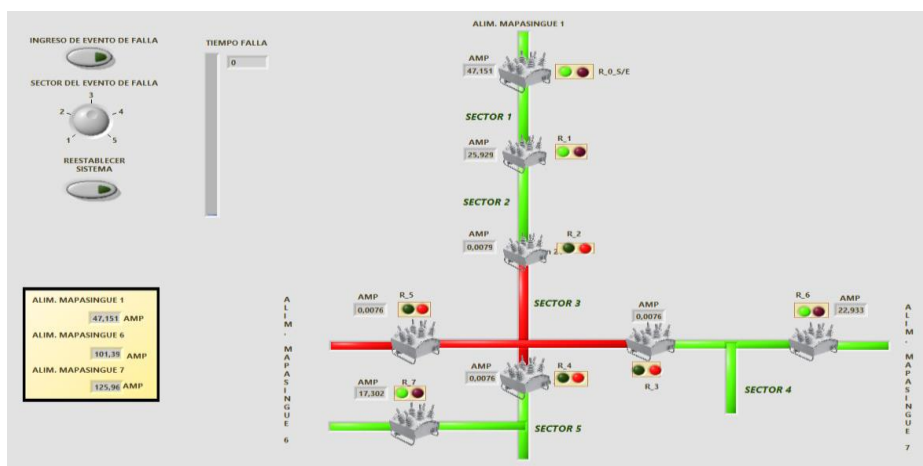 INGRESO DE EVENTO DE FALLA
SECTOR DEL EVENTO DE FALLA
3
2
4
1
5
REESTABLECER
SISTEMA
TIEMPO FALLA
0
ALIM. MAPASINGUE 1
AMP
47,151
R_0_S/E
SECTOR 1
AMP
25,929
R_1
SECTOR 2
AMP
0,0079
R_2
SECTOR 3
ALIM. MAPASINGUE 1
47,151 AMP
ALIM. MAPASINGUE 6
101,39 AMP
ALIM. MAPASINGUE 7
125,96 AMP
ALIM. MAPASINGUE 6
AMP
0,0076
R_5
AMP
0,0076
R_3
R_6
AMP
22,933
AMP
0,0076
R_4
AMP
17,302
R_7
SECTOR 4
SECTOR 5
ALIM. MAPASINGUE 7